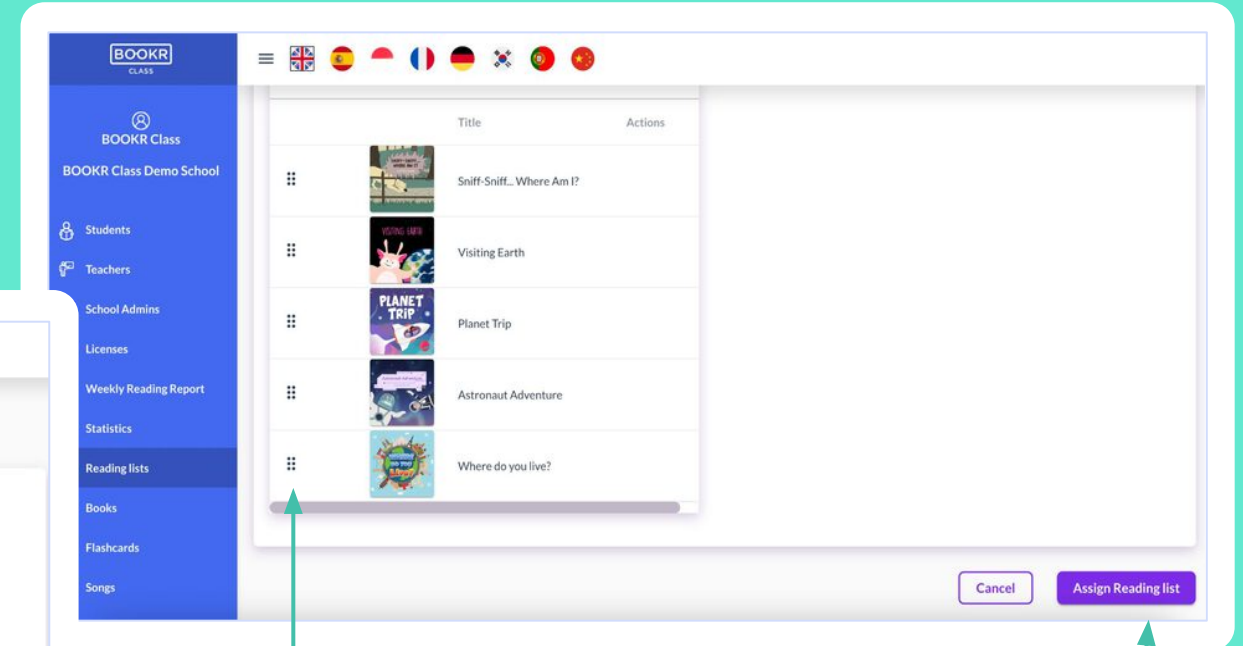 BOOKR
CLASS
BOOKR Class
BOOKR Class Demo School
Students
Teachers
School Admins
Licenses
Weekly Reading Report
Statistics
Reading lists
Books
Flashcards
Songs
Title Actions
Sniff-Sniff... Where Am I?
VISITING EARTH
Visiting Earth
PLANET
TRIP
Planet Trip
Astronaut Adventure
Where do you live?
Cancel
Assign Reading list